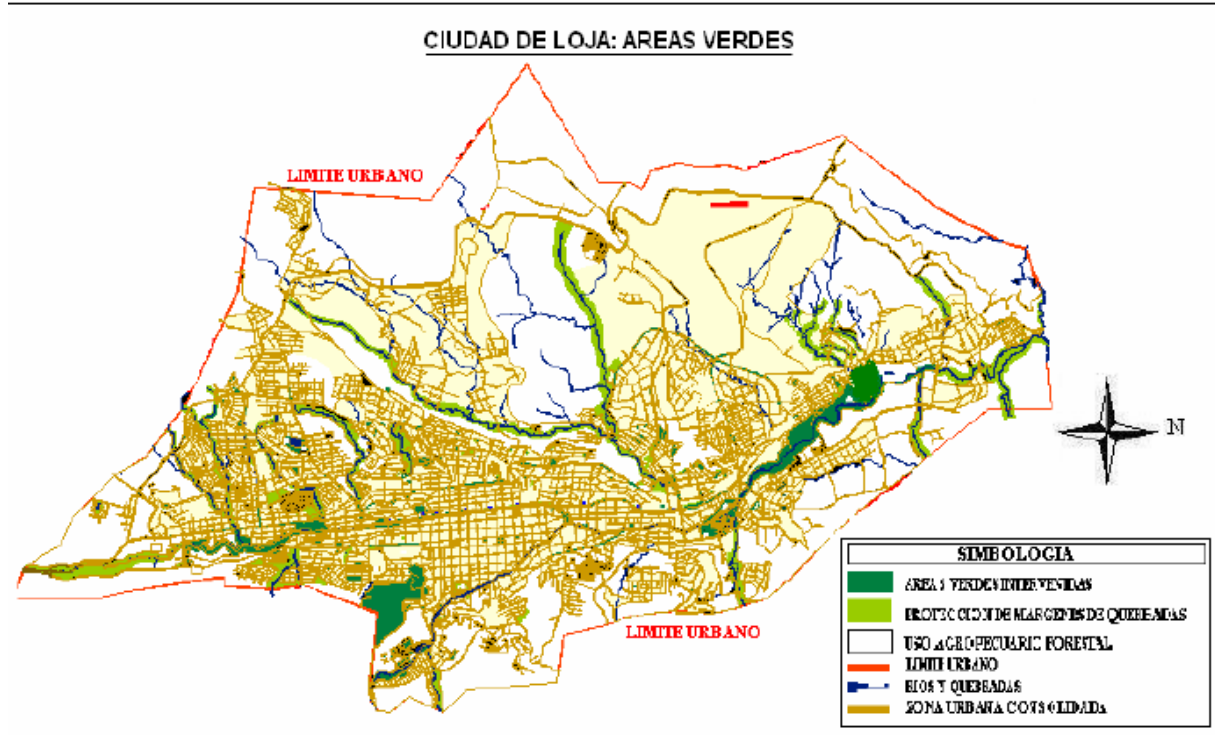 CIUDAD DE LOJA: AREAS VERDES
LIMITE URBANO
N
SIMBOLOGIA
AREAS VERDES INTERVENIDAS
PROTECCION DE MARGENES DE QUEBRADAS
USO AGROPECUARIO FORESTAL
LIMITE URBANO
RIOS Y QUEBRADAS
ZONA URBANA CONSOLIDADA
LIMITE URBANO